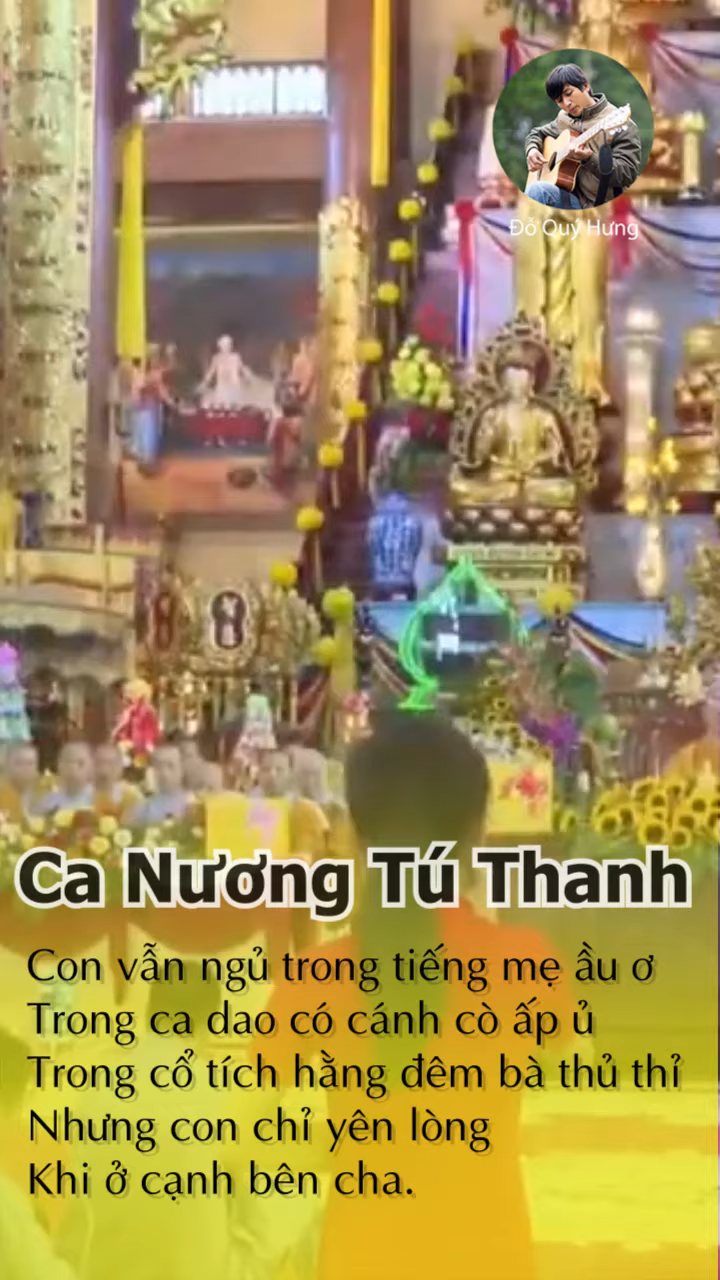 Đỗ Quý Hưng
Ca Nương Tú Thanh
Con vẫn ngủ trong tiếng mẹ ầu ơ
Trong ca dao có cánh cò ấp ủ
Trong cổ tích hằng đêm bà thủ thỉ
Nhưng con chỉ yên lòng
Khi ở cạnh bên cha.